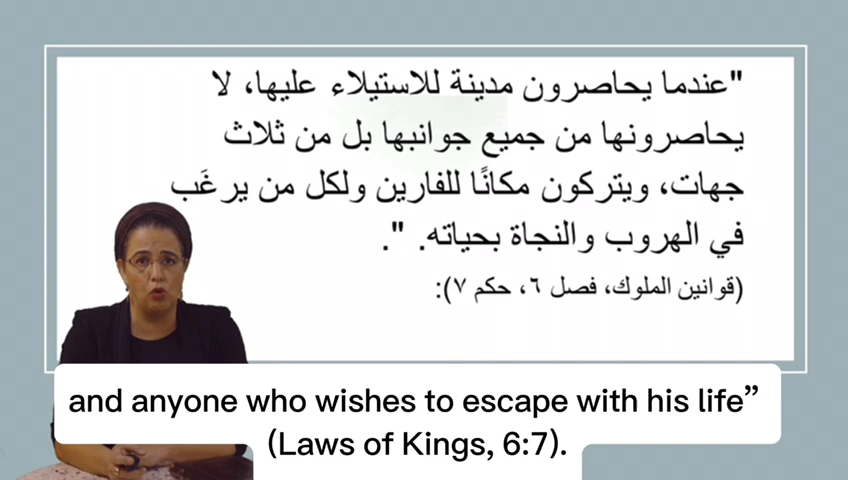 "عندما يحاصرون مدينة للاستيلاء عليها، لا
يحاصرونها من جميع جوانبها بل من ثلاث
جهات، ويتركون مكانًا للفارين ولكل من يرغَب
في الهروب والنجاة بحياته. ".
(قوانين الملوك، فصل ٦، حكم ٧):
and anyone who wishes to escape with his life”
(Laws of Kings, 6:7).